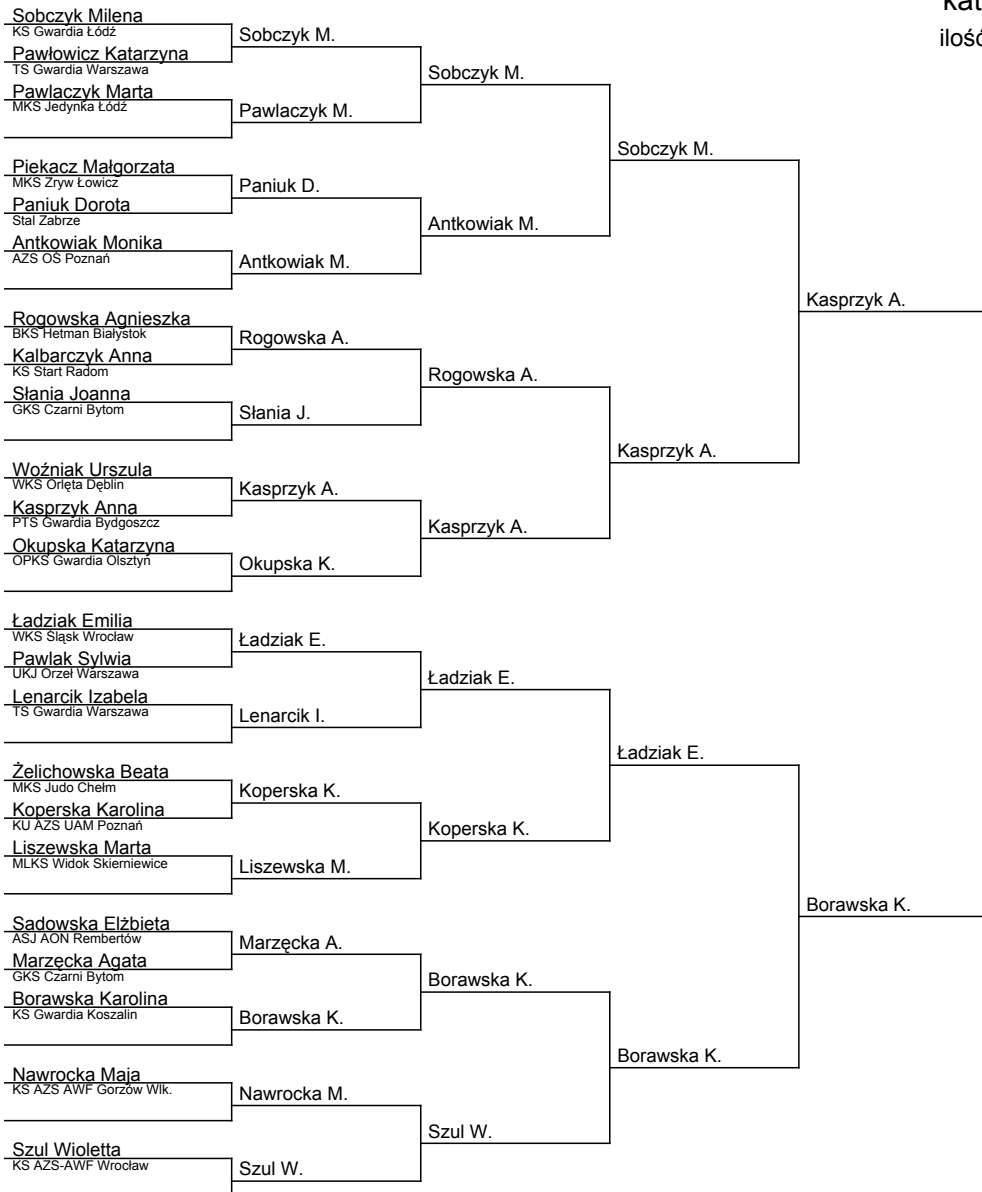 kat
ilość
Sobczyk Milena
KS Gwardia Łódź
Sobczyk M.
Pawłowicz Katarzyna
TS Gwardia Warszawa
Sobczyk M.
Pawlaczyk Marta
MKS Jedynka Łódź
Pawlaczyk M.
Sobczyk M.
Piekacz Małgorzata
MKS Zryw Łowicz
Paniuk D.
Paniuk Dorota
Stal Zabrze
Antkowiak M.
Antkowiak Monika
AZS OŚ Poznań
Antkowiak M.
Kasprzyk A.
Rogowska Agnieszka
BKS Hetman Białystok
Rogowska A.
Kalbarczyk Anna
KS Start Radom
Rogowska A.
Słania Joanna
GKS Czarni Bytom
Słania J.
Kasprzyk A.
Woźniak Urszula
WKS Orlęta Dęblin
Kasprzyk A.
Kasprzyk Anna
PTS Gwardia Bydgoszcz
Kasprzyk A.
Okupska Katarzyna
OPKS Gwardia Olsztyn
Okupska K.
Ładziak Emilia
WKS Śląsk Wrocław
Ładziak E.
Pawlak Sylwia
UKJ Orzeł Warszawa
Ładziak E.
Lenarcik Izabela
TS Gwardia Warszawa
Lenarcik I.
Ładziak E.
Żelichowska Beata
MKS Judo Chełm
Koperska K.
Koperska Karolina
KU AZS UAM Poznań
Koperska K.
Liszewska Marta
MLKS Widok Skierniewice
Liszewska M.
Borawska K.
Sadowska Elżbieta
ASJ AON Rembertów
Marzęcka A.
Marzęcka Agata
GKS Czarni Bytom
Borawska K.
Borawska Karolina
KS Gwardia Koszalin
Borawska K.
Borawska K.
Nawrocka Maja
KS AZS AWF Gorzów Wlk.
Nawrocka M.
Szul W.
Szul Wioletta
KS AZS-AWF Wrocław
Szul W.